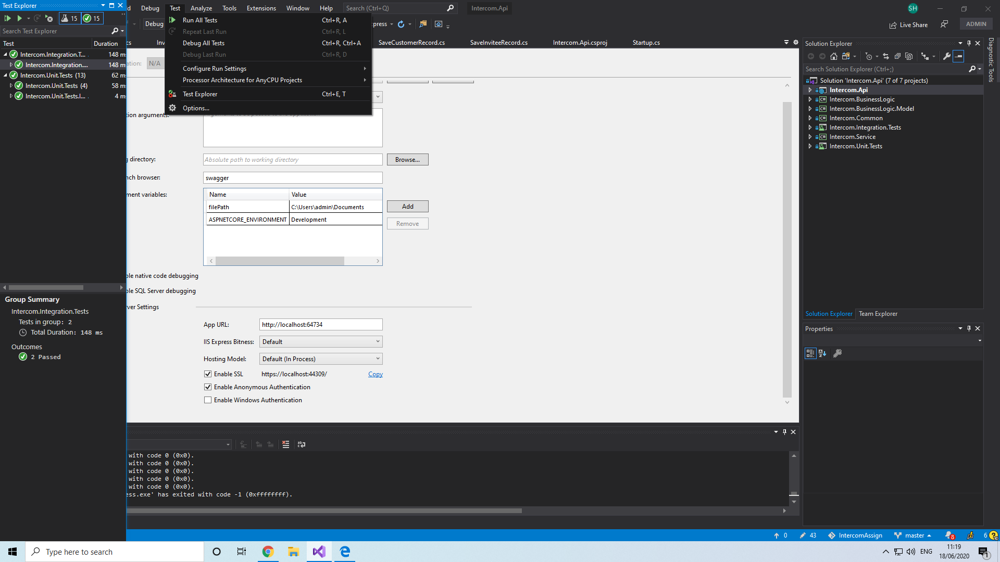 Test Explorer
15 15
Search Test Explorer
Test Duration
Intercom.Integration.T... 148 ms
Intercom.Integration.... 148 ms
Intercom.Unit.Tests (13) 62 ms
Intercom.Unit.Tests (4) 58 ms
Intercom.Unit.Tests.I... 4 ms
Group Summary
Intercom.Integration.Tests
Tests in group: 2
Total Duration: 148 ms
Outcomes
2 Passed
d Debug Test Analyze Tools Extensions Window Help Search (Ctrl+Q) Intercom.Api SH
Debug press Live Share ADMIN
Run All Tests Ctrl+R, A
Repeat Last Run Ctrl+R, L
Debug All Tests Ctrl+R, Ctrl+A
Debug Last Run Ctrl+R, D
Configure Run Settings
Processor Architecture for AnyCPU Projects
Test Explorer Ctrl+E, T
Options...
cs Inv SaveCustomerRecord.cs SaveInviteeRecord.cs Intercom.Api.csproj Startup.cs
ation: N/A
tion arguments:
g directory: Absolute path to working directory Browse...
nch browser: swagger
ment variables:
Name Value
filePath C:\Users\admin\Documents
ASPNETCORE_ENVIRONMENT Development
Add
Remove
ble native code debugging
ble SQL Server debugging
rver Settings
App URL: http://localhost:64734
IIS Express Bitness: Default
Hosting Model: Default (In Process)
Enable SSL https://localhost:44309/ Copy
Enable Anonymous Authentication
Enable Windows Authentication
with code 0 (0x0).
with code 0 (0x0).
with code 0 (0x0).
with code 0 (0x0).
with code 0 (0x0).
ess.exe' has exited with code -1 (0xffffffff).
Solution Explorer
Search Solution Explorer (Ctrl+;)
Solution 'Intercom.Api' (7 of 7 projects)
Intercom.Api
Intercom.BusinessLogic
Intercom.BusinessLogic.Model
Intercom.Common
Intercom.Integration.Tests
Intercom.Service
Intercom.Unit.Tests
Solution Explorer Team Explorer
Properties
Diagnostic Tools
0 43 IntercomAssign master 8 6
Type here to search
ENG
11:19
18/06/2020
1